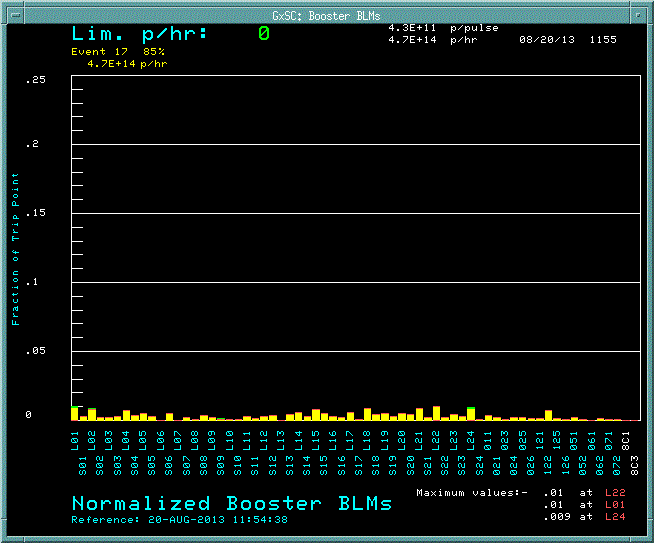 GxSC: Booster BLMs
Lim. p/hr: 0
4.3E+11 p/pulse
4.7E+14 p/hr 08/20/13 1155
Event 17 85%
4.7E+14 p/hr
.25
.2
.15
.1
.05
0
Fraction of Trip Point
L01 L02 L03 L04 L05 L06 L07 L08 L09 L10 L11 L12 L13 L14 L15 L16 L17 L18 L19 L20 L21 L22 L23 L24 011 023 024 025 121 126 051 061 071 8C1
S01 S02 S03 S04 S05 S06 S07 S08 S09 S10 S11 S12 S13 S14 S15 S16 S17 S18 S19 S20 S21 S22 S23 S24 021 022 026 122 052 062 072 8C3
Normalized Booster BLMs
Reference: 20-AUG-2013 11:54:38
Maximum values:- .01 at L22
.01 at L01
.009 at L24